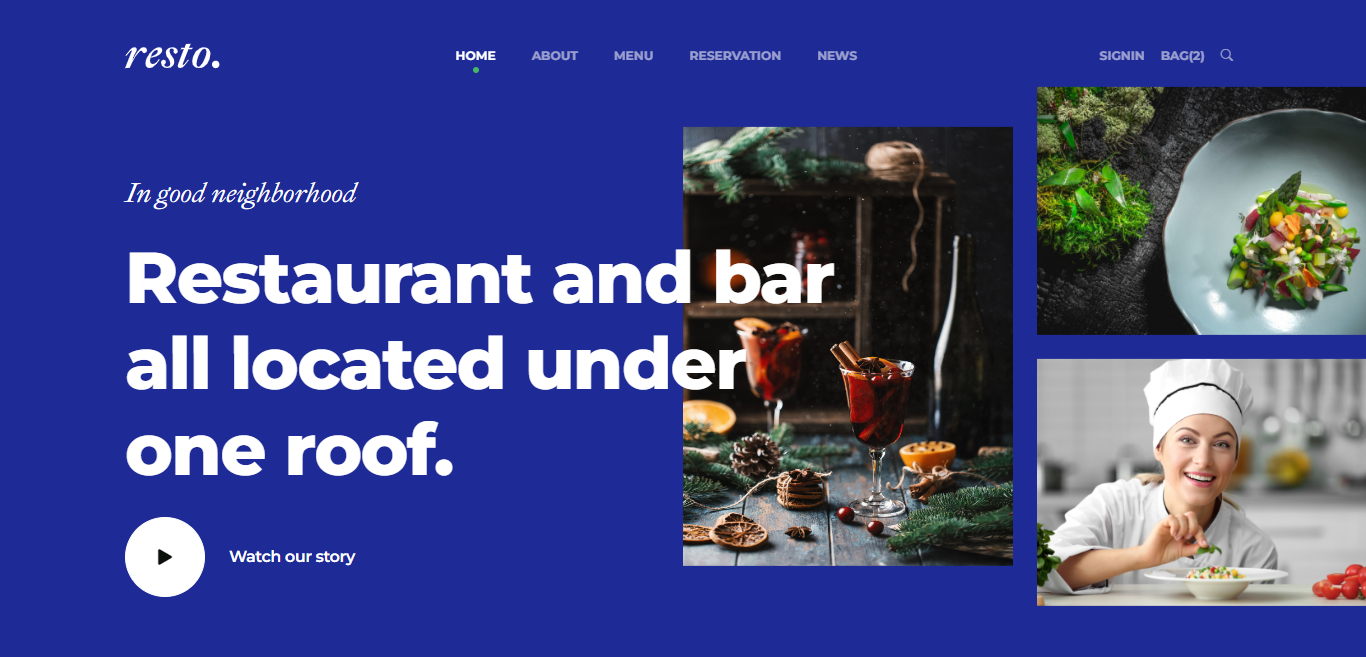 resto.
HOME
ABOUT
MENU
RESERVATION
NEWS
SIGNIN
BAG(2)
In good neighborhood
Restaurant and bar
all located under
one roof.
Watch our story